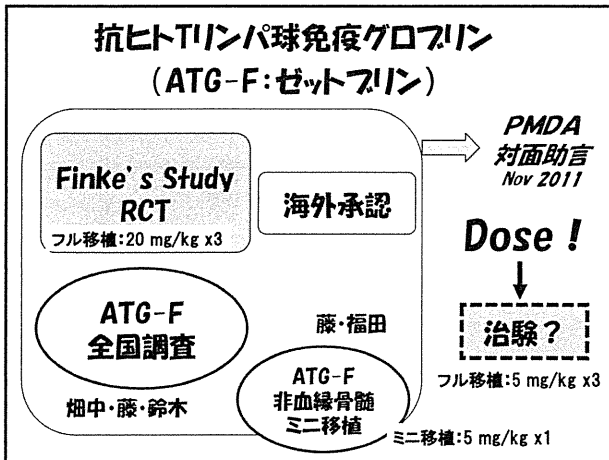 抗ヒトTリンパ球免疫グロブリン
(ATG-F:ゼットブリン)
Finke's Study
RCT
フル移植:20 mg/kg x3
海外承認
PMDA
対面助言
Nov 2011
Dose !
治験?
フル移植:5 mg/kg x3
ATG-F
全国調査
畑中・藤・鈴木
藤・福田
ATG-F
非血縁骨髄
ミニ移植
ミニ移植:5 mg/kg x1